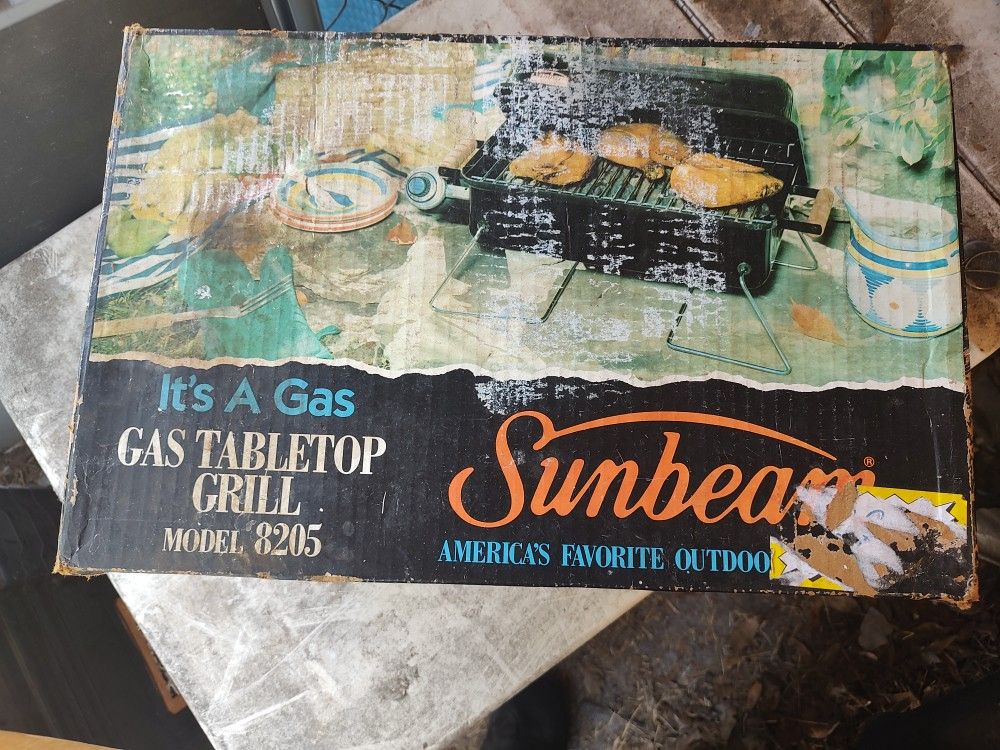 It's A Gas
GAS TABLETOP
GRILL
MODEL 8205
Sunbeam®
AMERICA'S FAVORITE OUTDOO